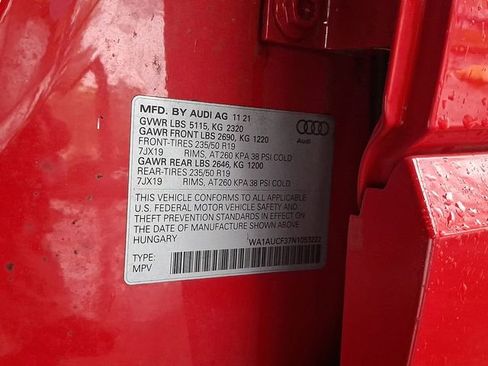 MFD. BY AUDI AG 11 21
GVWR LBS 5115, KG 2320
GAWR FRONT LBS 2690, KG 1220
FRONT-TIRES 235/50 R19
7JX19 RIMS, AT260 KPA 38 PSI COLD
GAWR REAR LBS 2646, KG 1200
REAR-TIRES 235/50 R19
7JX19 RIMS, AT260 KPA 38 PSI COLD
Audi
THIS VEHICLE CONFORMS TO ALL APPLICABLE
U.S. FEDERAL MOTOR VEHICLE SAFETY AND
THEFT PREVENTION STANDARDS IN EFFECT ON
THE DATE OF MANUFACTURE SHOWN ABOVE
HUNGARY
WA1AUCF37N1053222
TYPE:
MPV